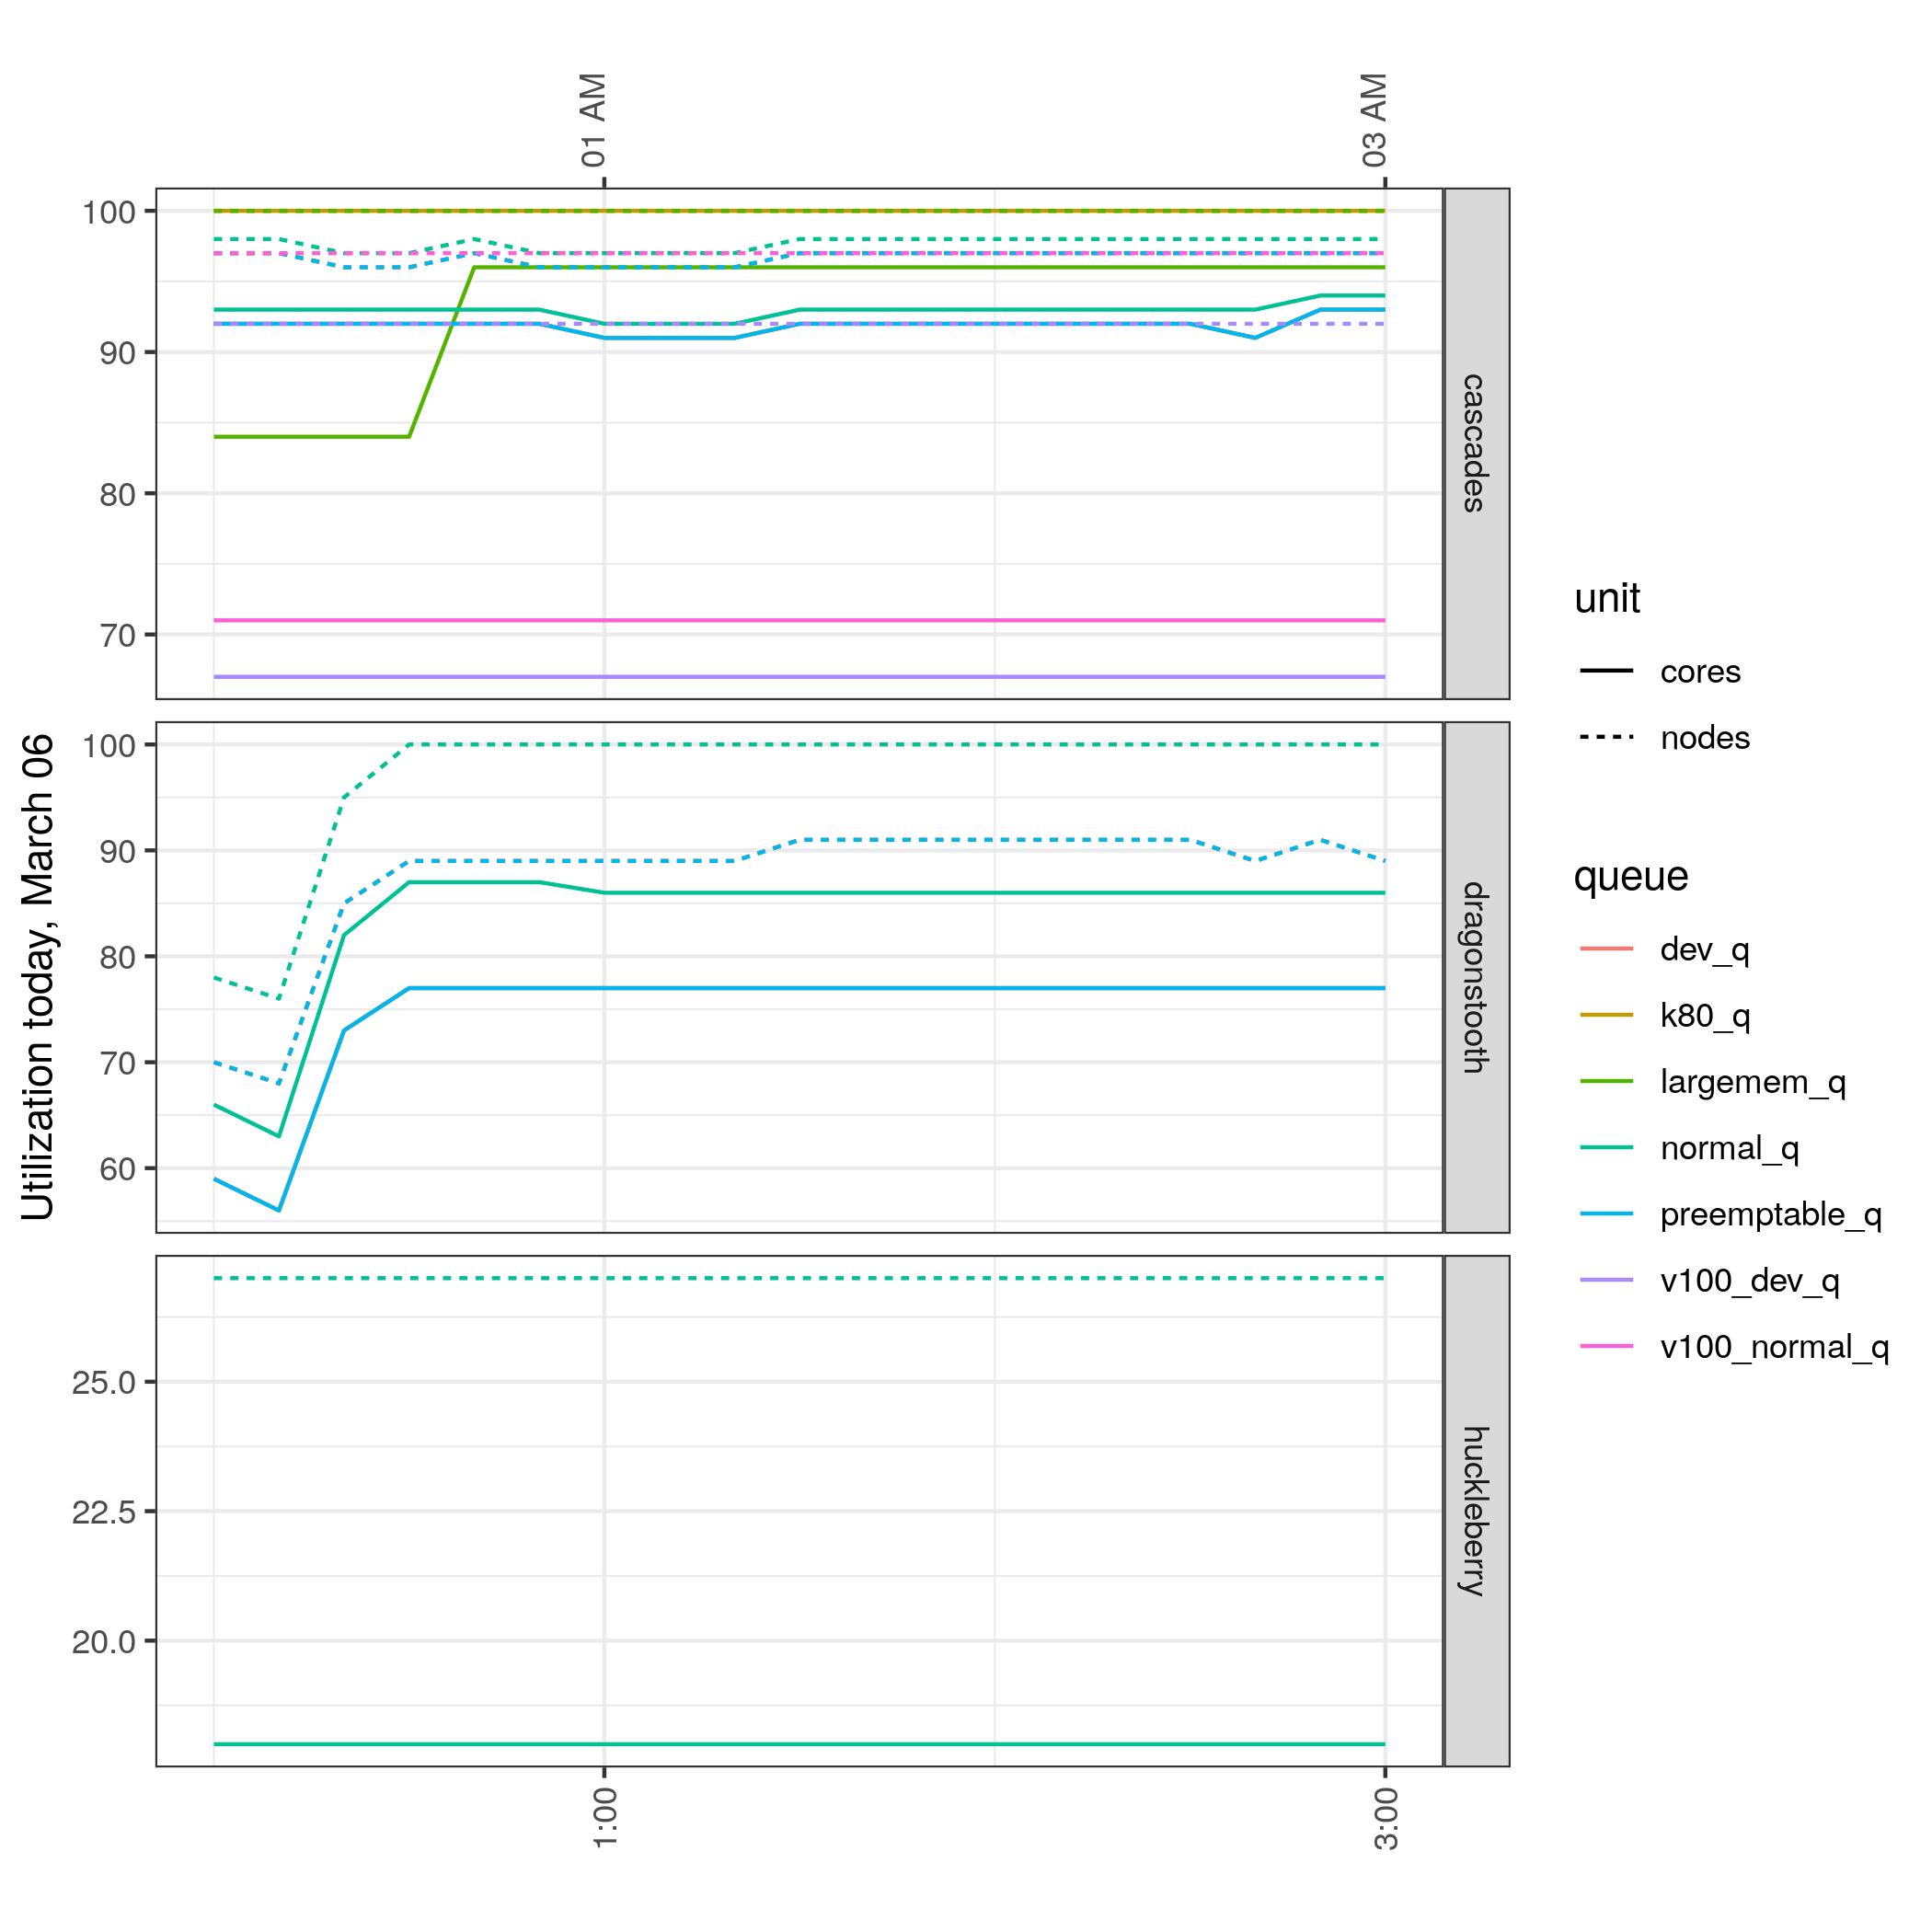 01 AM
03 AM
100
90
80
70
cascades
Utilization today, March 06
100
90
80
70
60
dragonstooth
25.0
22.5
20.0
huckleberry
1:00
3:00
unit
cores
nodes
queue
dev_q
k80_q
largemem_q
normal_q
preemptable_q
v100_dev_q
v100_normal_q